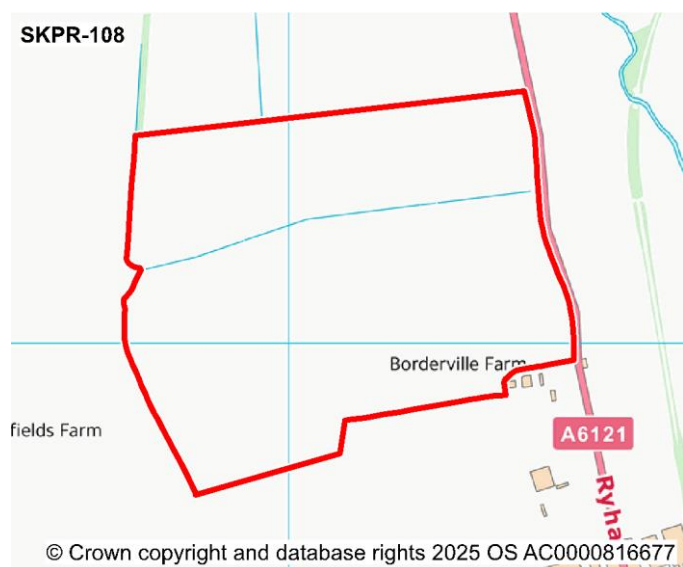 SKPR-108
Borderville Farm
fields Farm
A6121
Ryha
© Crown copyright and database rights 2025 OS AC0000816677